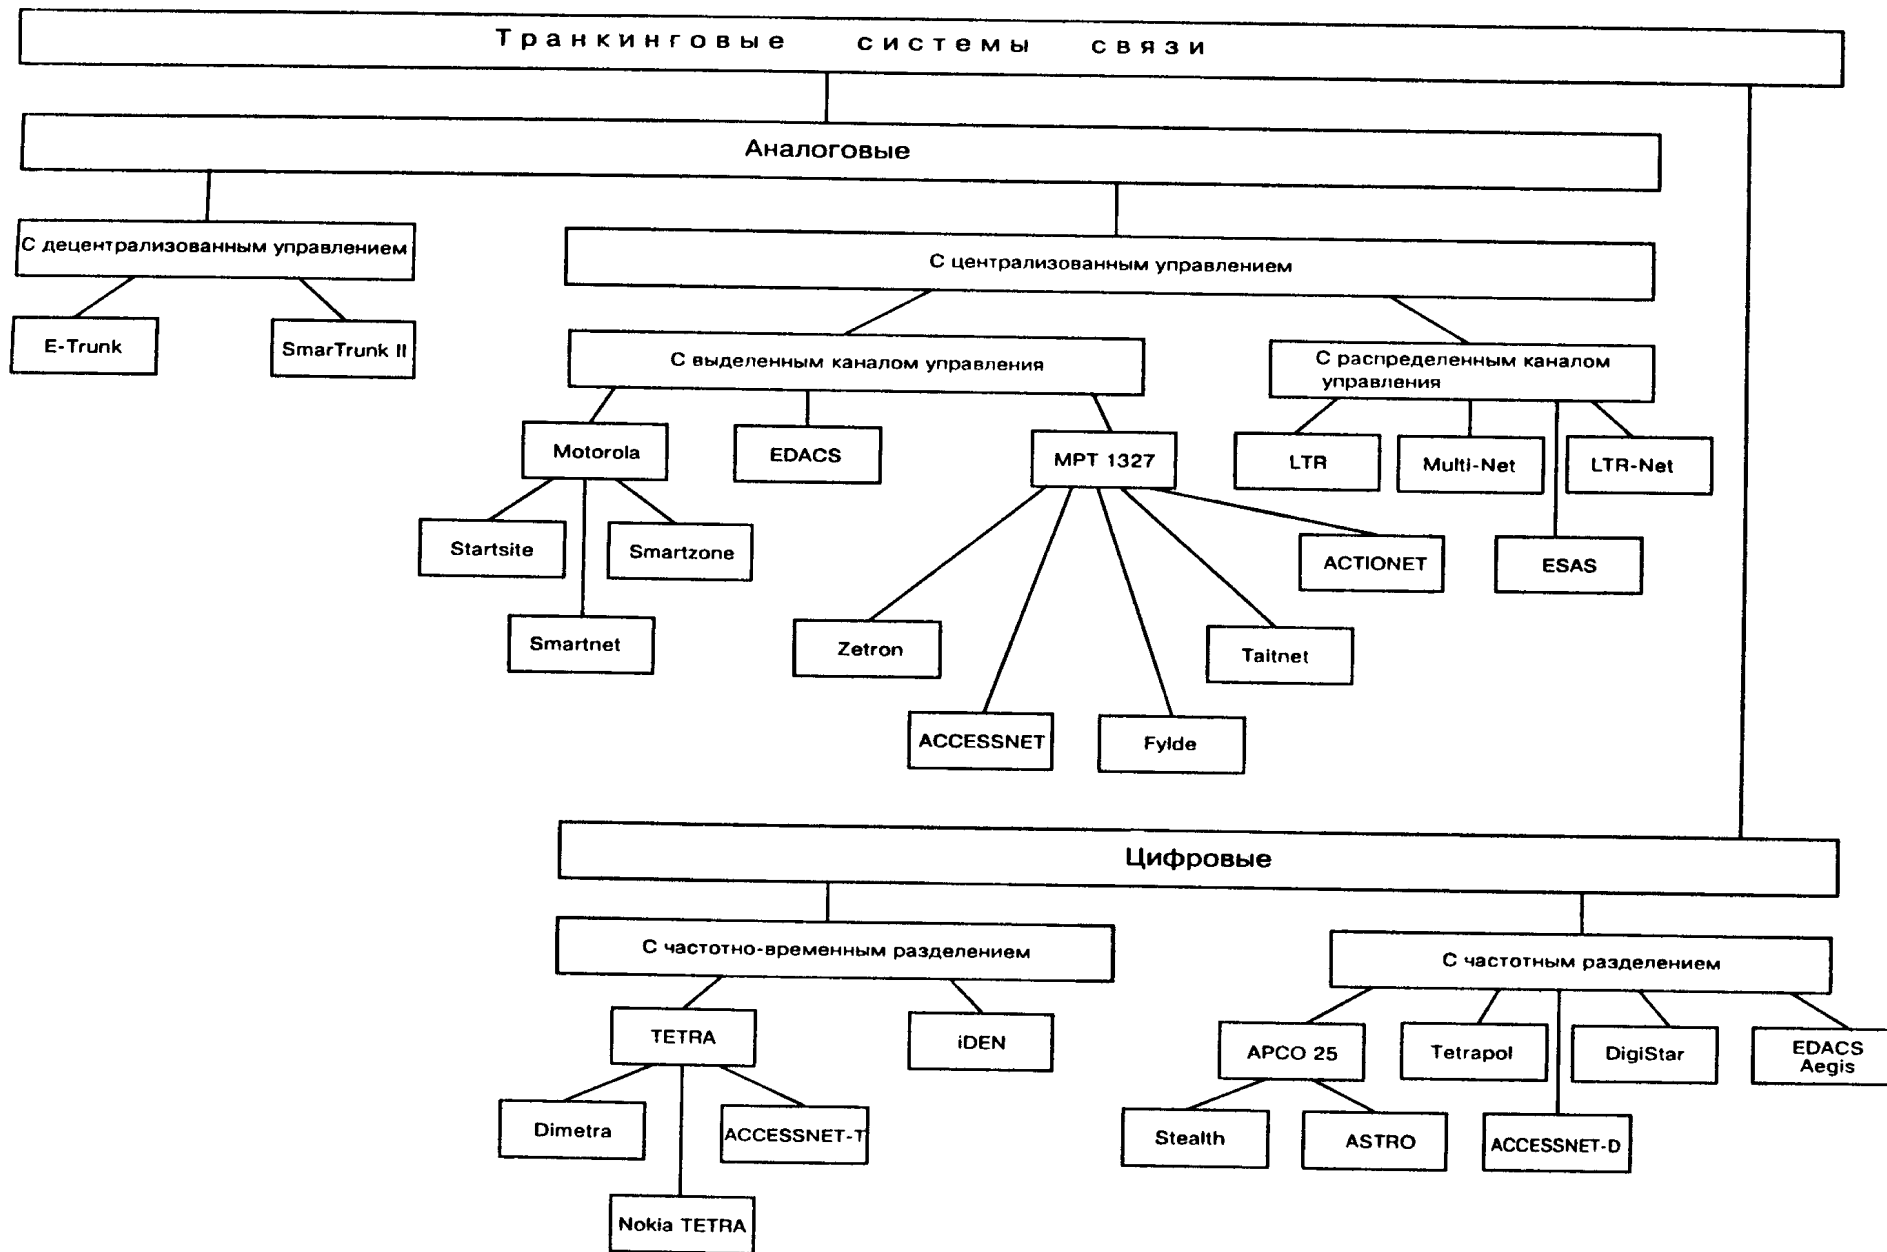 Транкинговые системы связи
Аналоговые
С децентрализованным управлением
С централизованным управлением
E-Trunk
SmarTrunk II
С выделенным каналом управления
С распределенным каналом
управления
Motorola
EDACS
MPT 1327
LTR
Multi-Net
LTR-Net
Startsite
Smartzone
ACTIONET
ESAS
Smartnet
Zetron
Taitnet
ACCESSNET
Fylde
Цифровые
С частотно-временным разделением
С частотным разделением
TETRA
iDEN
APCO 25
Tetrapol
DigiStar
EDACS
Aegis
Dimetra
ACCESSNET-T
Stealth
ASTRO
ACCESSNET-D
Nokia TETRA